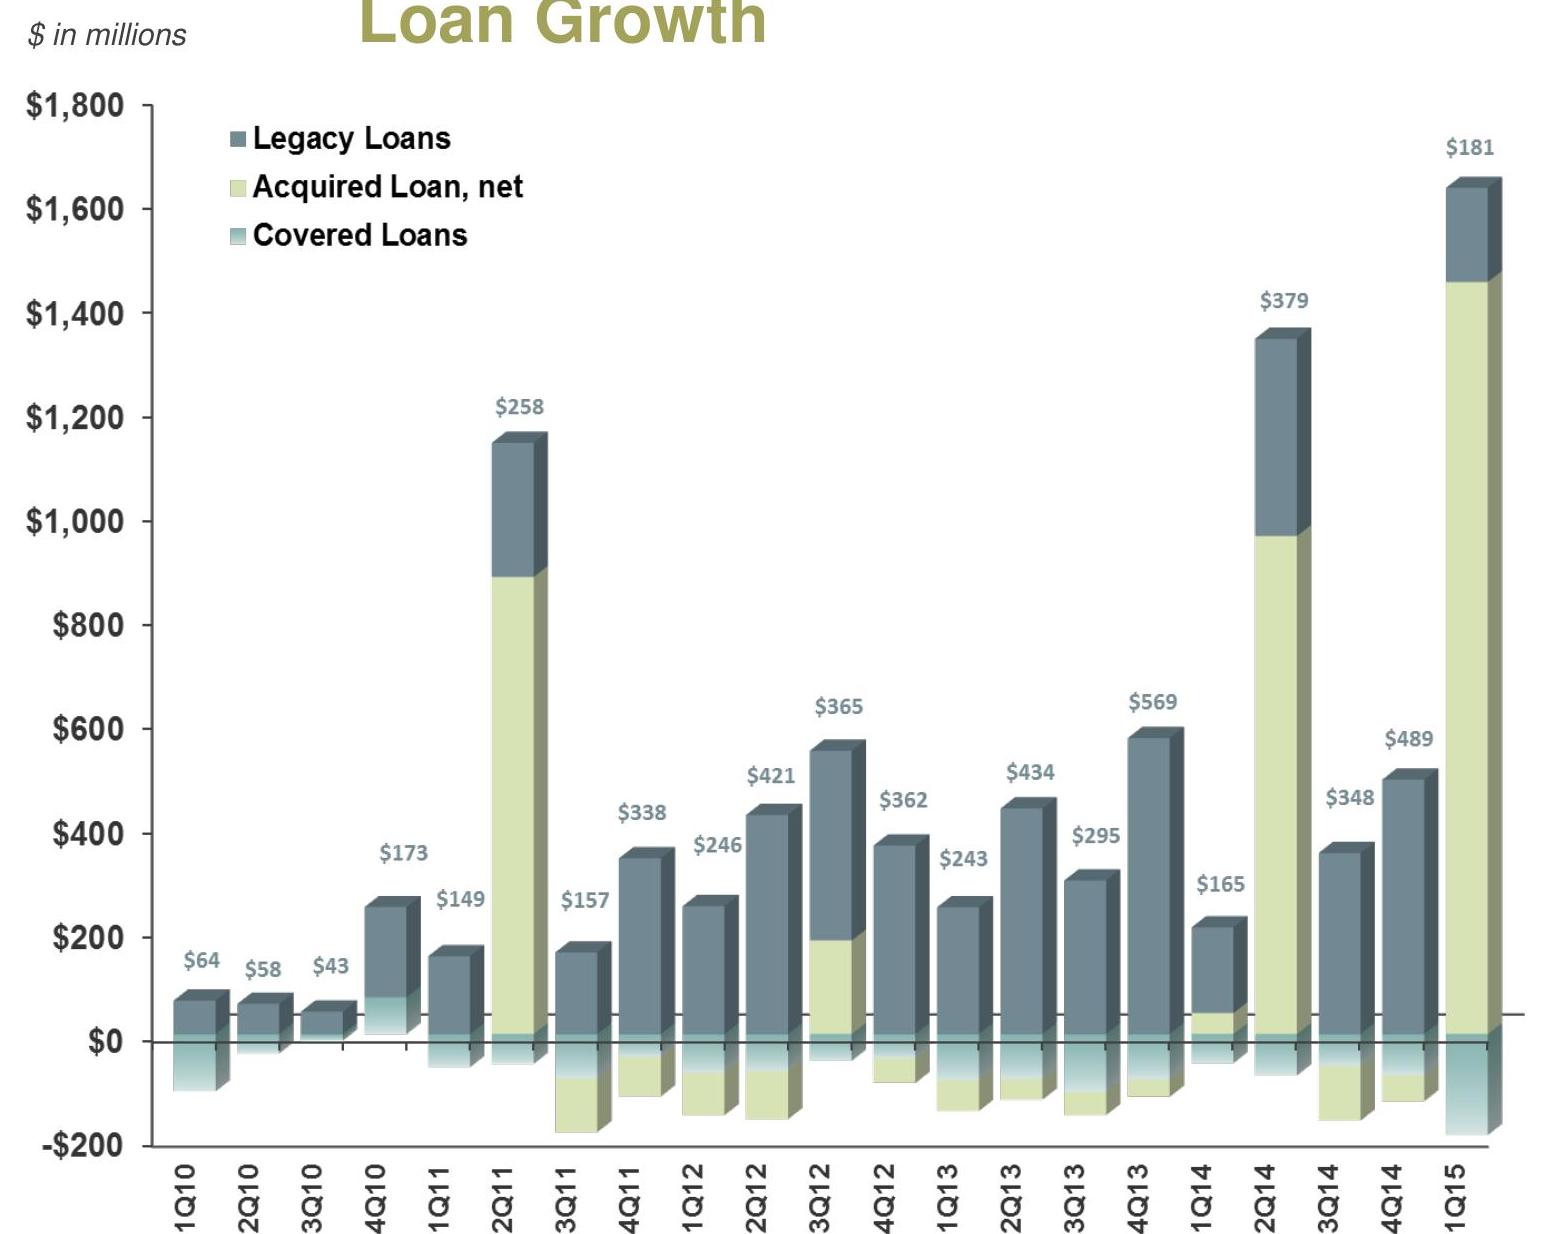 Loan Growth
$ in millions
$1,800
$1,600
$1,400
$1,200
$1,000
$800
$600
$400
$200
$0
-$200
Legacy Loans
Acquired Loan, net
Covered Loans
$64
$58
$43
$173
$149
$258
$157
$338
$246
$421
$365
$362
$243
$434
$295
$569
$165
$379
$348
$489
$181
1Q10
2Q10
3Q10
4Q10
1Q11
2Q11
3Q11
4Q11
1Q12
2Q12
3Q12
4Q12
1Q13
2Q13
3Q13
4Q13
1Q14
2Q14
3Q14
4Q14
1Q15